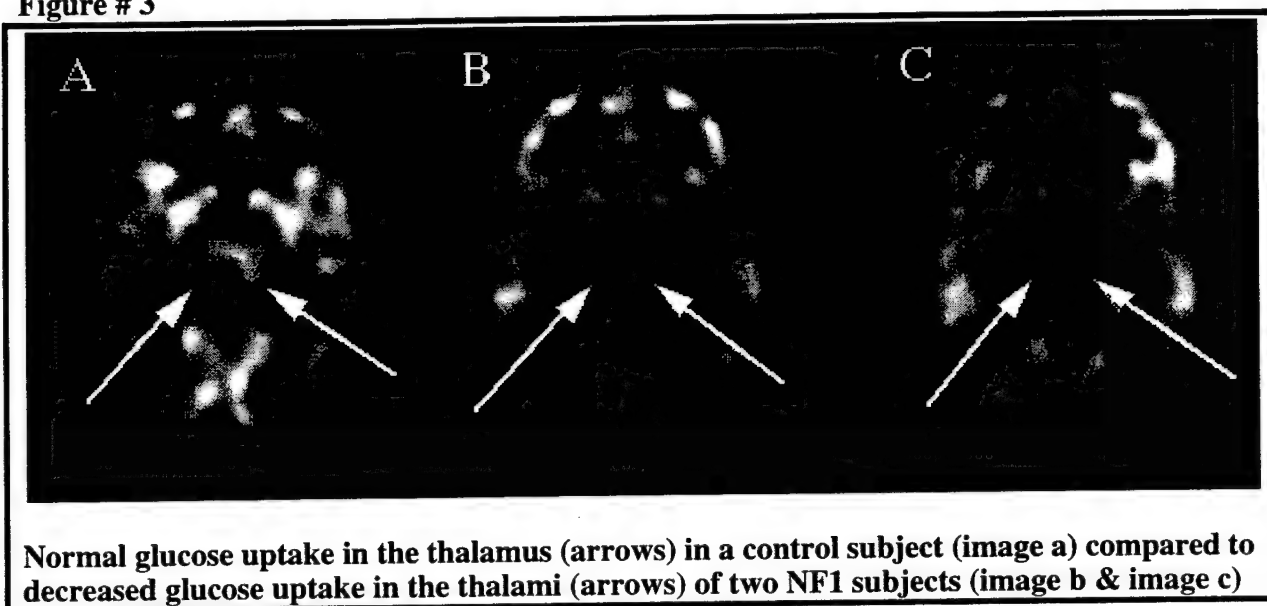 Figure # 3
A B C
Normal glucose uptake in the thalamus (arrows) in a control subject (image a) compared to
decreased glucose uptake in the thalami (arrows) of two NF1 subjects (image b & image c)